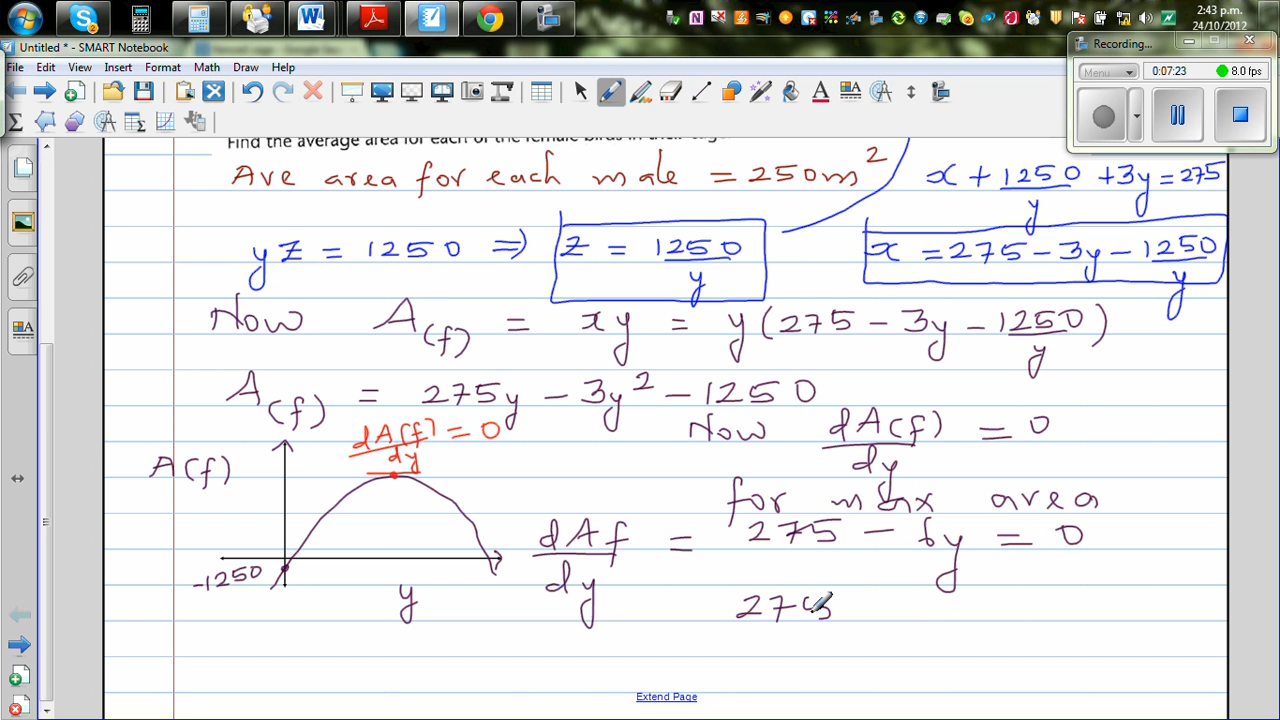 2:43 p.m.
24/10/2012
Untitled * - SMART Notebook
Recording...
File Edit View Insert Format Math Draw Help
Menu
0:07:23
8.0 fps
Find the average area for each of the female birds in their
Ave area for each male = 250m²
x + 1250/y + 3y = 275
yz = 1250 ⇒ z = 1250/y
x = 275 - 3y - 1250/y
Now A(f) = xy = y(275 - 3y - 1250/y)
A(f) = 275y - 3y² - 1250
Now dA(f)/dy = 0
for max area
dA(f)/dy = 0
A(f)
-1250
y
dAf/dy = 275 - 6y = 0
275
Extend Page